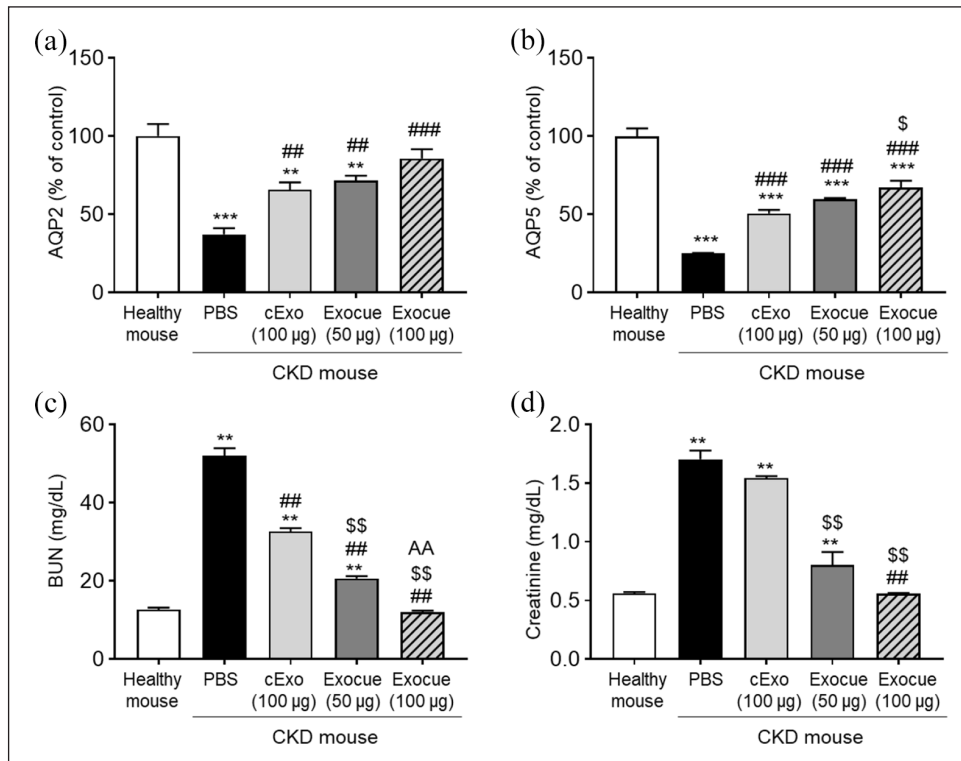 (a)
150
100
50
0
AQP2 (% of control)
***
##
**
##
**
###
Healthy mouse
PBS
cExo (100 µg)
Exocue (50 µg)
Exocue (100 µg)
CKD mouse
(b)
150
100
50
0
AQP5 (% of control)
***
###
***
###
***
$
###
***
Healthy mouse
PBS
cExo (100 µg)
Exocue (50 µg)
Exocue (100 µg)
CKD mouse
(c)
60
40
20
0
BUN (mg/dL)
**
##
**
$$
##
**
AA
$$
##
Healthy mouse
PBS
cExo (100 µg)
Exocue (50 µg)
Exocue (100 µg)
CKD mouse
(d)
2.0
1.5
1.0
0.5
0.0
Creatinine (mg/dL)
**
**
$$
**
$$
##
Healthy mouse
PBS
cExo (100 µg)
Exocue (50 µg)
Exocue (100 µg)
CKD mouse